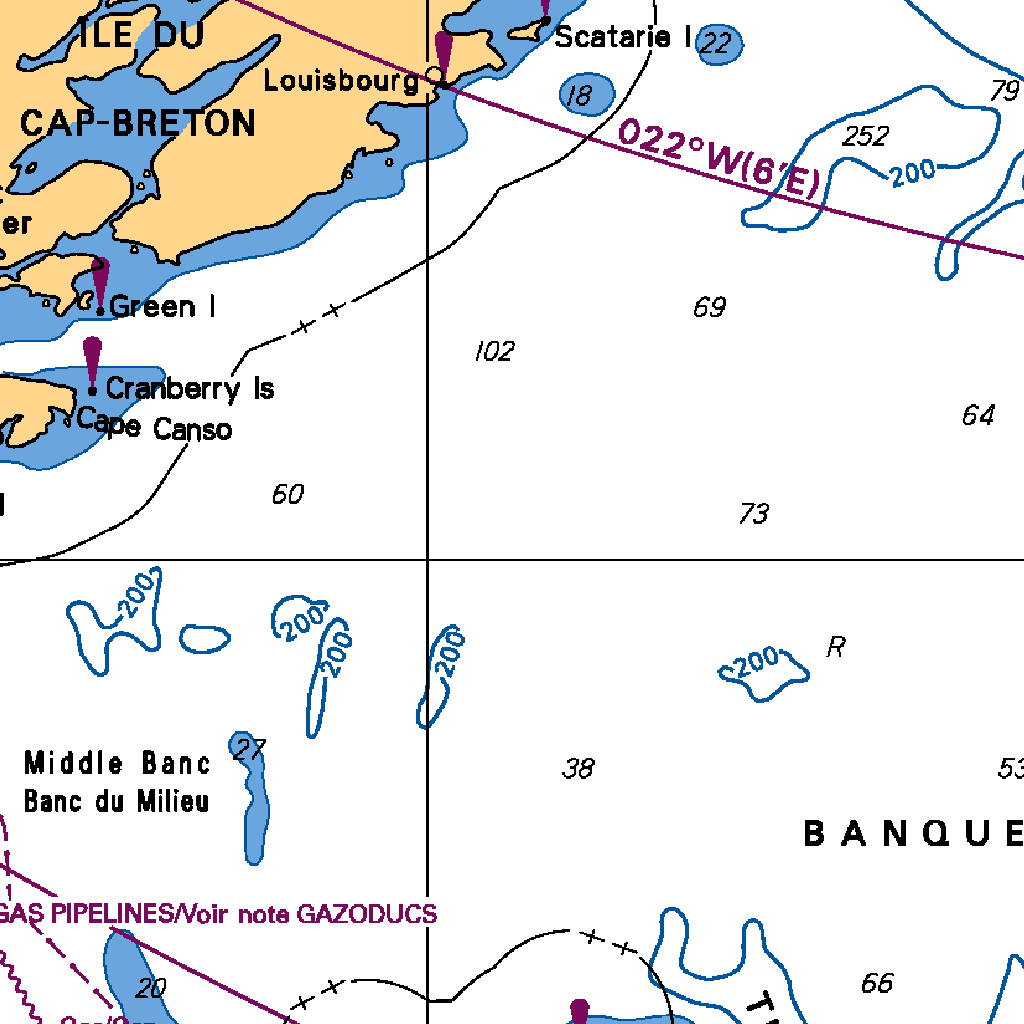 ILE DU
Scatarie I
22
Louisbourg
18
79
CAP-BRETON
022°W(6'E)
252
200
er
Green I
69
102
Cranberry Is
Cape Canso
64
60
73
200
200
200
200
200
R
27
Middle Banc
Banc du Milieu
38
53
BANQUE
GAS PIPELINES/Voir note GAZODUCS
20
66